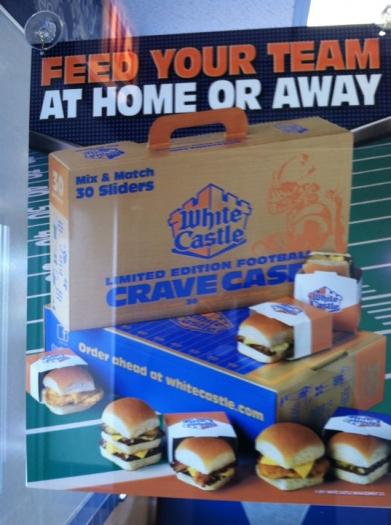 FEED YOUR TEAM
AT HOME OR AWAY
30
Mix & Match
30 Sliders
White
Castle
LIMITED EDITION FOOTBALL
CRAVE CASE
30
Order ahead at whitecastle.com